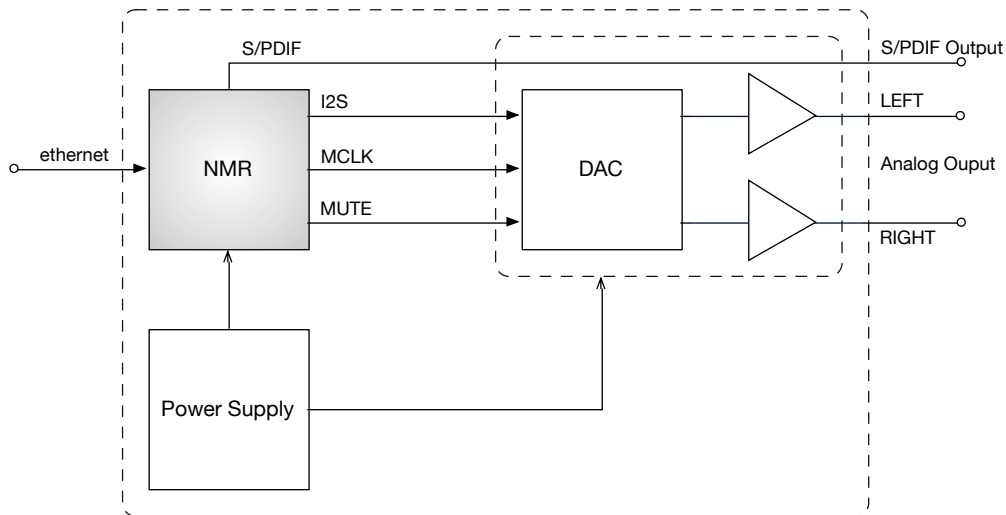 S/PDIF
S/PDIF Output
I2S
LEFT
ethernet
NMR
MCLK
DAC
Analog Ouput
MUTE
RIGHT
Power Supply